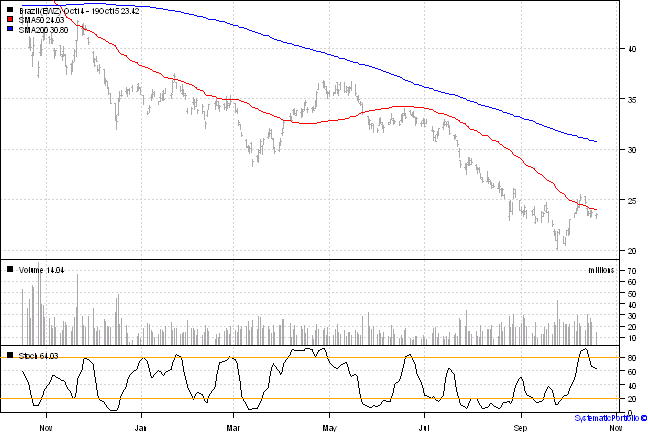 Brazil(EWZ) Oct14 - 19Oct15 23.42
SMA50 24.03
SMA200 30.80
40
35
30
25
20
Volume 14.04
millions
70
60
50
40
30
20
10
Stoch 64.03
80
60
40
20
0
Nov
Jan
Mar
May
Jul
Sep
Nov
SystematicPortfolio ©